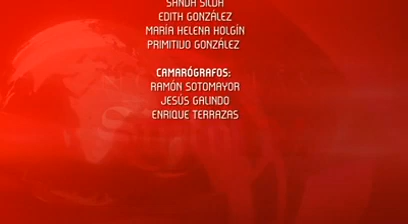 SANDA SILVA
EDITH GONZÁLEZ
MARÍA HELENA HOLGÍN
PRIMITIVO GONZÁLEZ
CAMARÓGRAFOS:
RAMÓN SOTOMAYOR
JESÚS GALINDO
ENRIQUE TERRAZAS